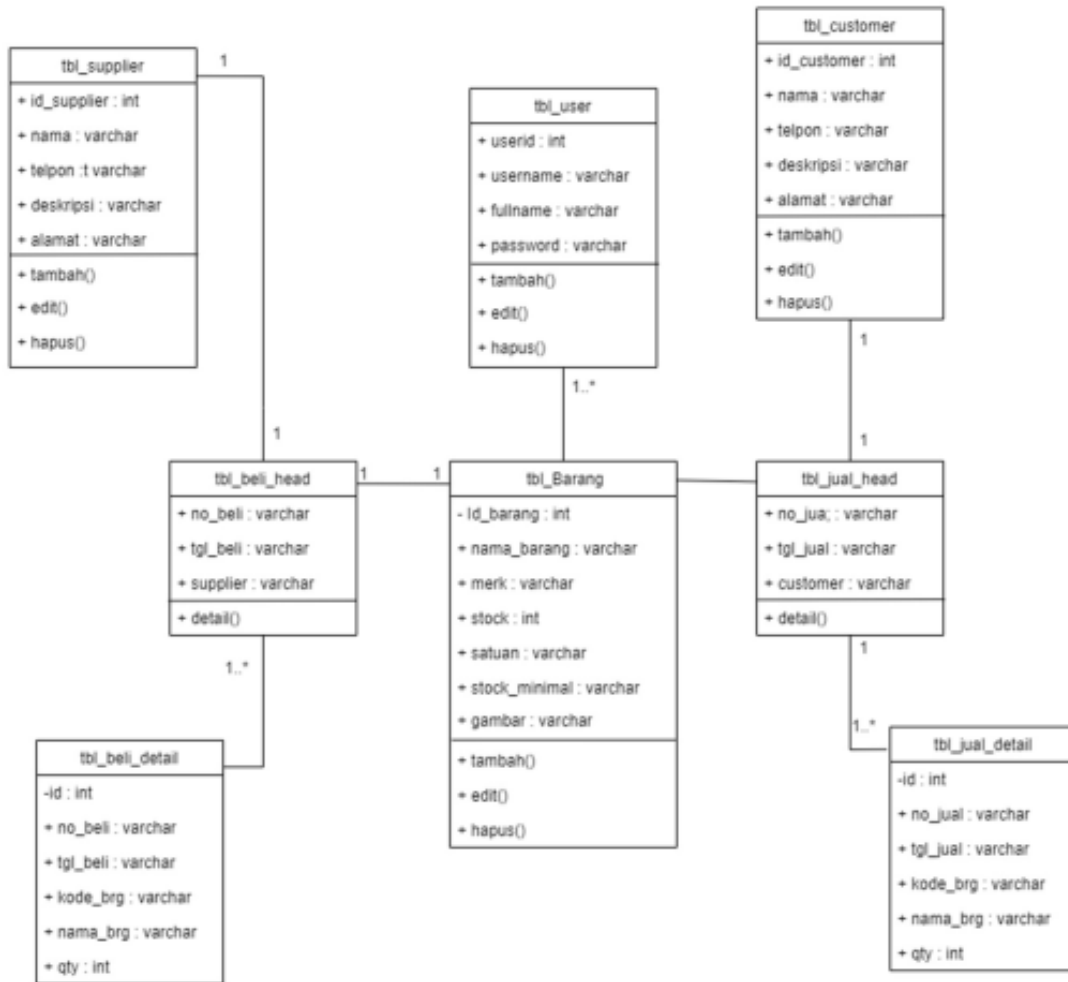 tbl_supplier
+ id_supplier : int
+ nama : varchar
+ telpon :t varchar
+ deskripsi : varchar
+ alamat : varchar
+ tambah()
+ edit()
+ hapus()
1
1
tbl_user
+ userid : int
+ username : varchar
+ fullname : varchar
+ password : varchar
+ tambah()
+ edit()
+ hapus()
1..*
tbl_customer
+ id_customer : int
+ nama : varchar
+ telpon : varchar
+ deskripsi : varchar
+ alamat : varchar
+ tambah()
+ edit()
+ hapus()
1
1
tbl_beli_head
+ no_beli : varchar
+ tgl_beli : varchar
+ supplier : varchar
+ detail()
1
1
1..*
tbl_Barang
- Id_barang : int
+ nama_barang : varchar
+ merk : varchar
+ stock : int
+ satuan : varchar
+ stock_minimal : varchar
+ gambar : varchar
+ tambah()
+ edit()
+ hapus()
tbl_jual_head
+ no_jua; : varchar
+ tgl_jual : varchar
+ customer : varchar
+ detail()
1
1..*
tbl_beli_detail
-id : int
+ no_beli : varchar
+ tgl_beli : varchar
+ kode_brg : varchar
+ nama_brg : varchar
+ qty : int
tbl_jual_detail
-id : int
+ no_jual : varchar
+ tgl_jual : varchar
+ kode_brg : varchar
+ nama_brg : varchar
+ qty : int